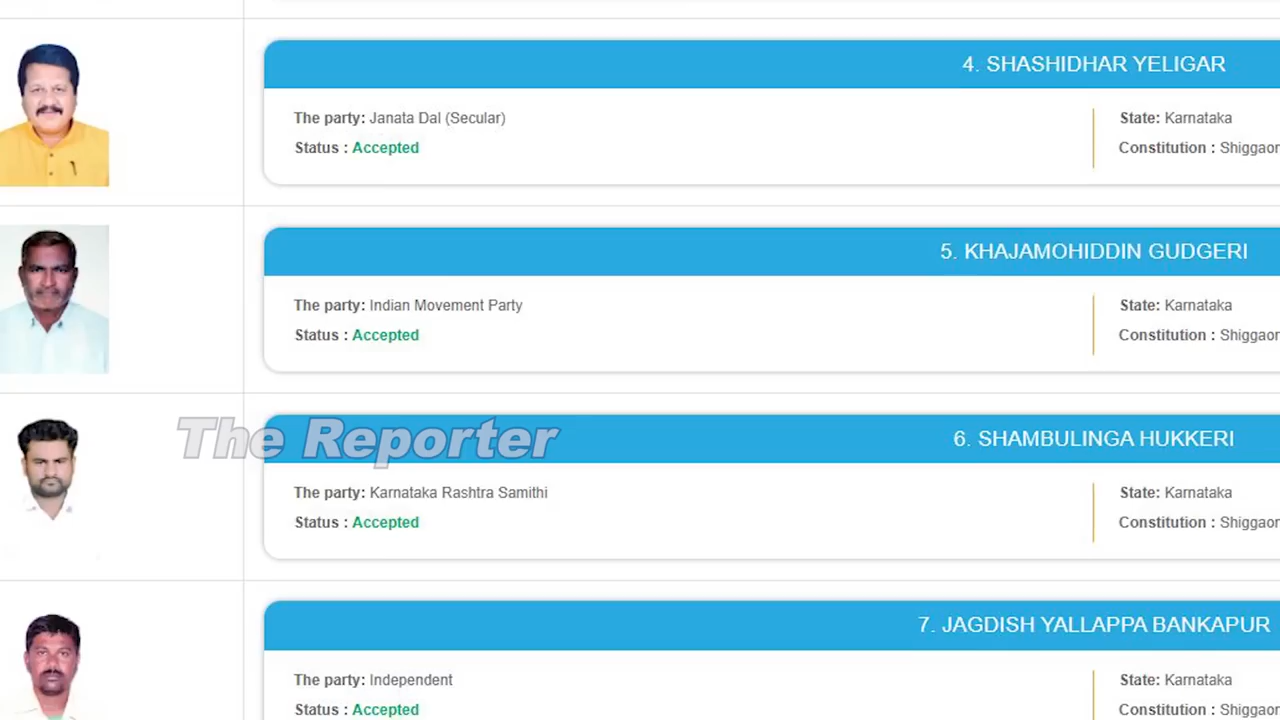 4. SHASHIDHAR YELIGAR
The party: Janata Dal (Secular)
State: Karnataka
Status : Accepted
Constitution : Shiggaon
5. KHAJAMOHIDDIN GUDGERI
The party: Indian Movement Party
State: Karnataka
Status : Accepted
Constitution : Shiggaon
The Reporter
6. SHAMBULINGA HUKKERI
The party: Karnataka Rashtra Samithi
State: Karnataka
Status : Accepted
Constitution : Shiggaon
7. JAGDISH YALLAPPA BANKAPUR
The party: Independent
State: Karnataka
Status : Accepted
Constitution : Shiggaon